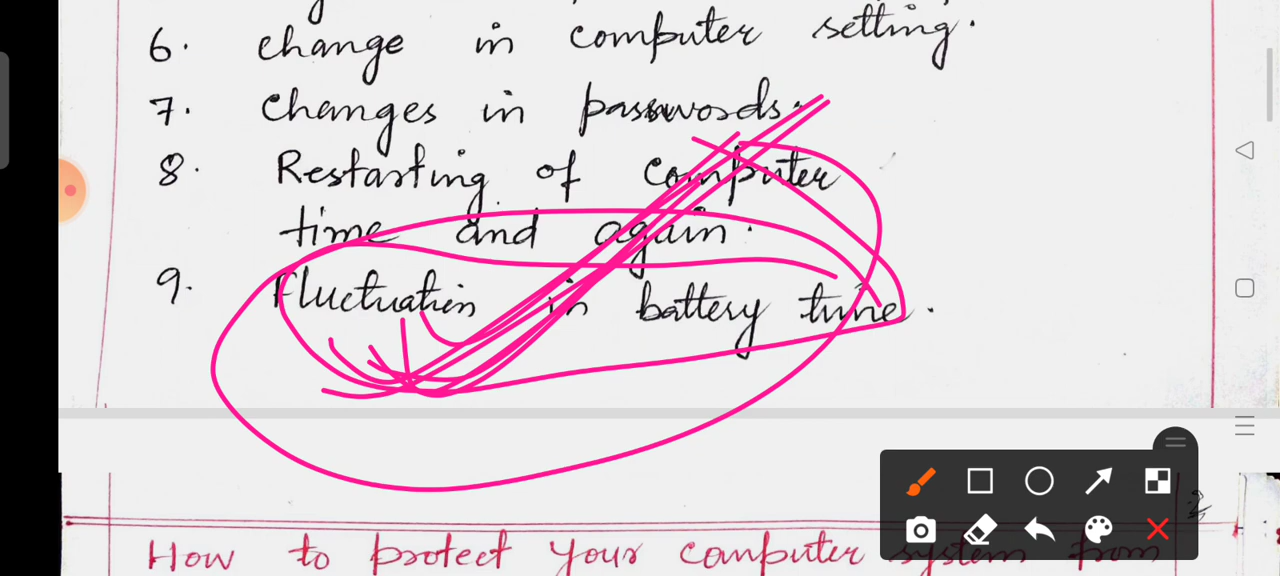 6. Change in computer setting.
7. Changes in passwords.
8. Restarting of computer
time and again.
9. Fluctuation in battery time.
How to protect your computer system from